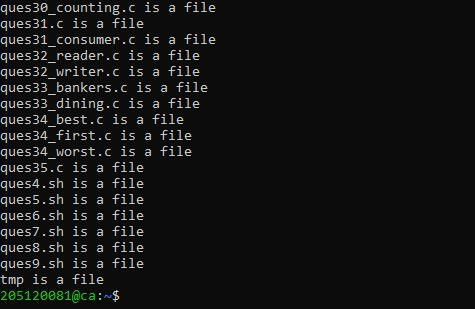 ques30_counting.c is a file
ques31.c is a file
ques31_consumer.c is a file
ques32_reader.c is a file
ques32_writer.c is a file
ques33_bankers.c is a file
ques33_dining.c is a file
ques34_best.c is a file
ques34_first.c is a file
ques34_worst.c is a file
ques35.c is a file
ques4.sh is a file
ques5.sh is a file
ques6.sh is a file
ques7.sh is a file
ques8.sh is a file
ques9.sh is a file
tmp is a file
205120081@ca:~$